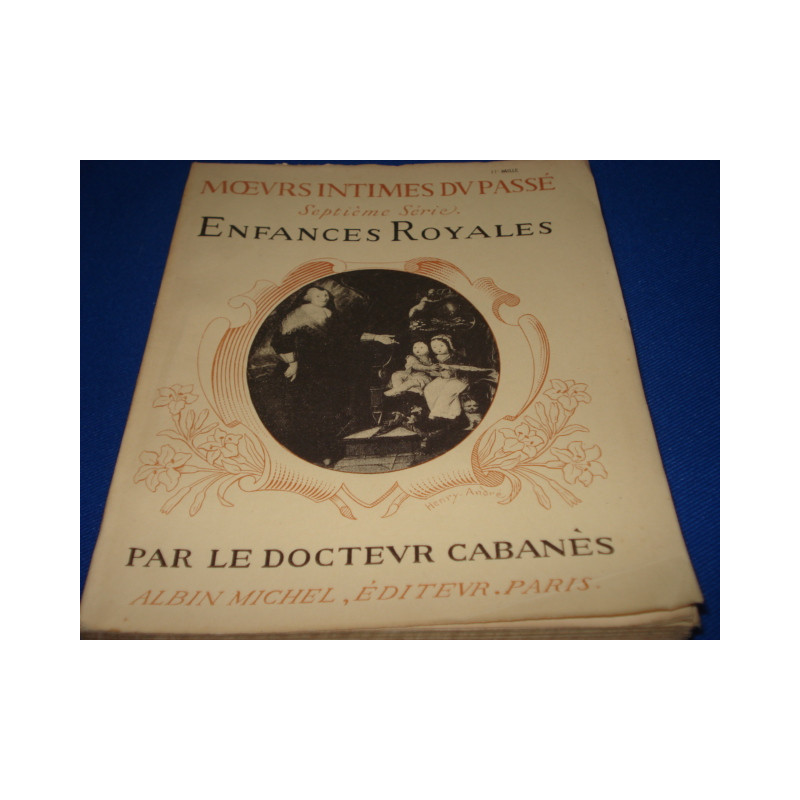 MŒVRS INTIMES DV PASSÉ
Septième Série.
ENFANCES ROYALES
Henry-André
PAR LE DOCTEVR CABANÈS
ALBIN MICHEL, ÉDITEVR. PARIS.